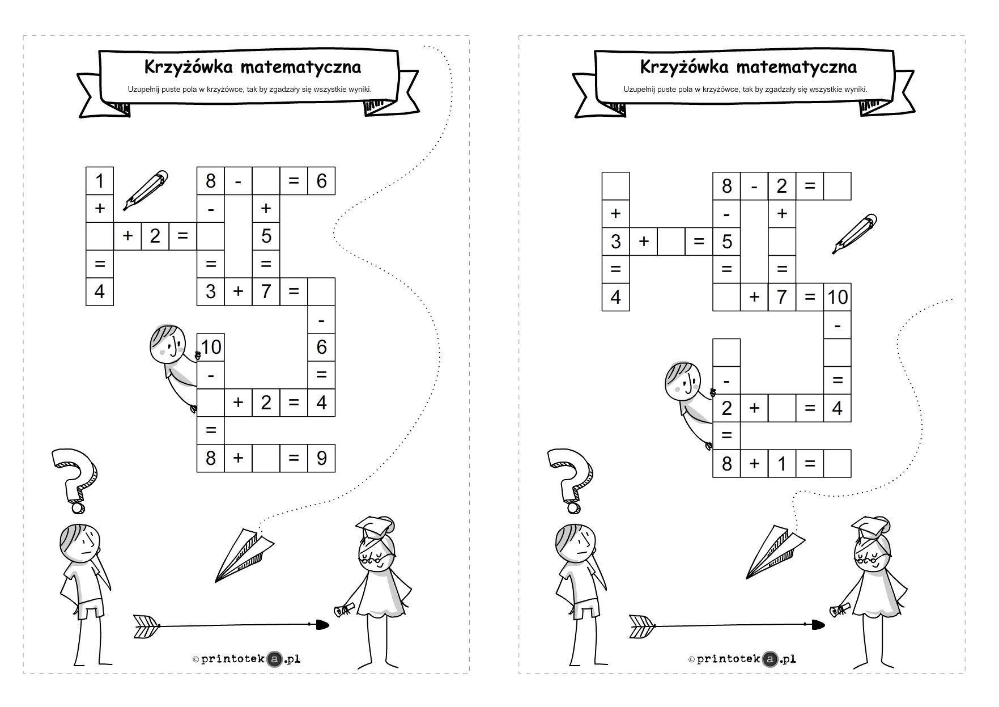 Krzyżówka matematyczna
Uzupełnij puste pola w krzyżówce, tak by zgadzały się wszystkie wyniki.
1 8 - = 6
+ - +
+ 2 = 5
= = =
4 3 + 7 =
-
10 6
- =
+ 2 = 4
=
8 + = 9
© printoteka.pl
Krzyżówka matematyczna
Uzupełnij puste pola w krzyżówce, tak by zgadzały się wszystkie wyniki.
8 - 2 =
+ - +
3 + = 5
= = =
4 + 7 = 10
-
- =
2 + = 4
=
8 + 1 =
© printoteka.pl